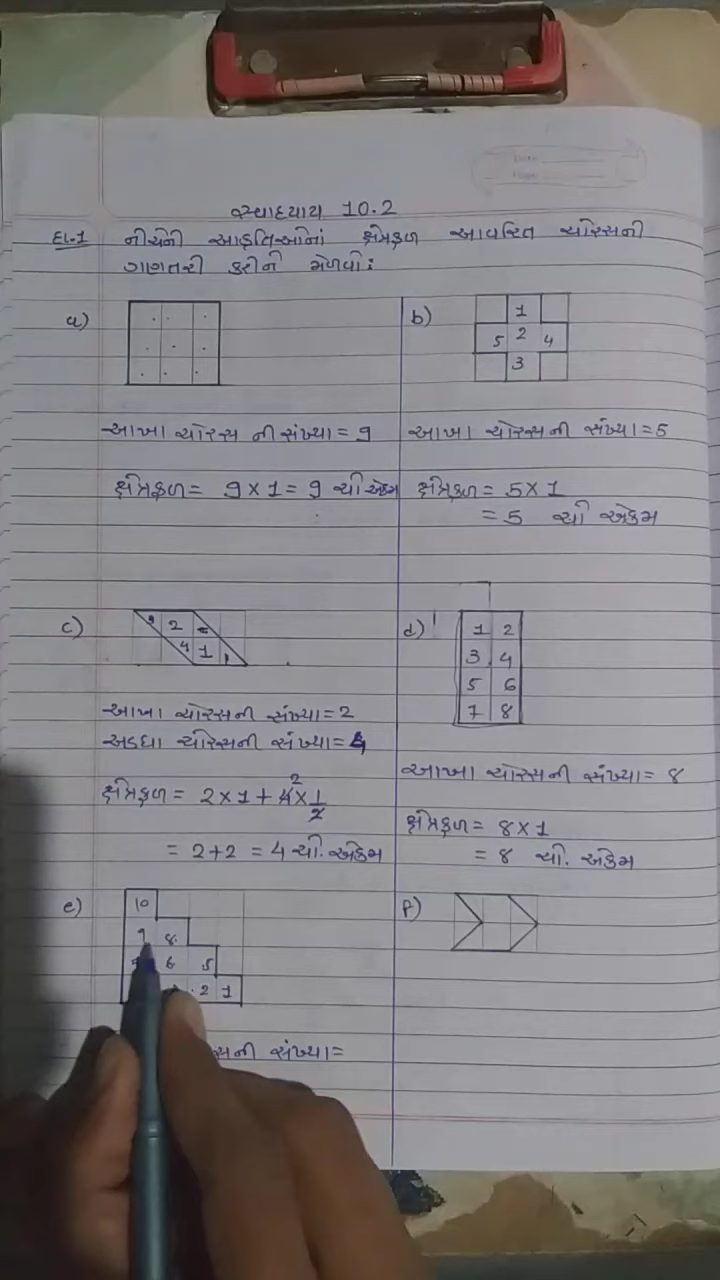 સ્વાધ્યાય 10.2
દા-1 નીચેની આકૃતિઓનાં ક્ષેત્રફળ આવરિત ચોરસની
ગણતરી કરીને મેળવો:
a)
b)
1
5 2 4
3
આખા ચોરસ ની સંખ્યા = 9
ક્ષેત્રફળ = 9 × 1 = 9 ચો એકમ
આખા ચોરસની સંખ્યા = 5
ક્ષેત્રફળ = 5 × 1
= 5 ચો એકમ
c)
2
4 1
d)
1 2
3 4
5 6
7 8
આખા ચોરસની સંખ્યા = 2
અડધા ચોરસની સંખ્યા = 4
ક્ષેત્રફળ = 2 × 1 + 4 × 1/2
2
= 2 + 2 = 4 ચો. એકમ
આખા ચોરસની સંખ્યા = 8
ક્ષેત્રફળ = 8 × 1
= 8 ચો. એકમ
e)
10
9 8
6 5
2 1
સંખ્યા =
f)